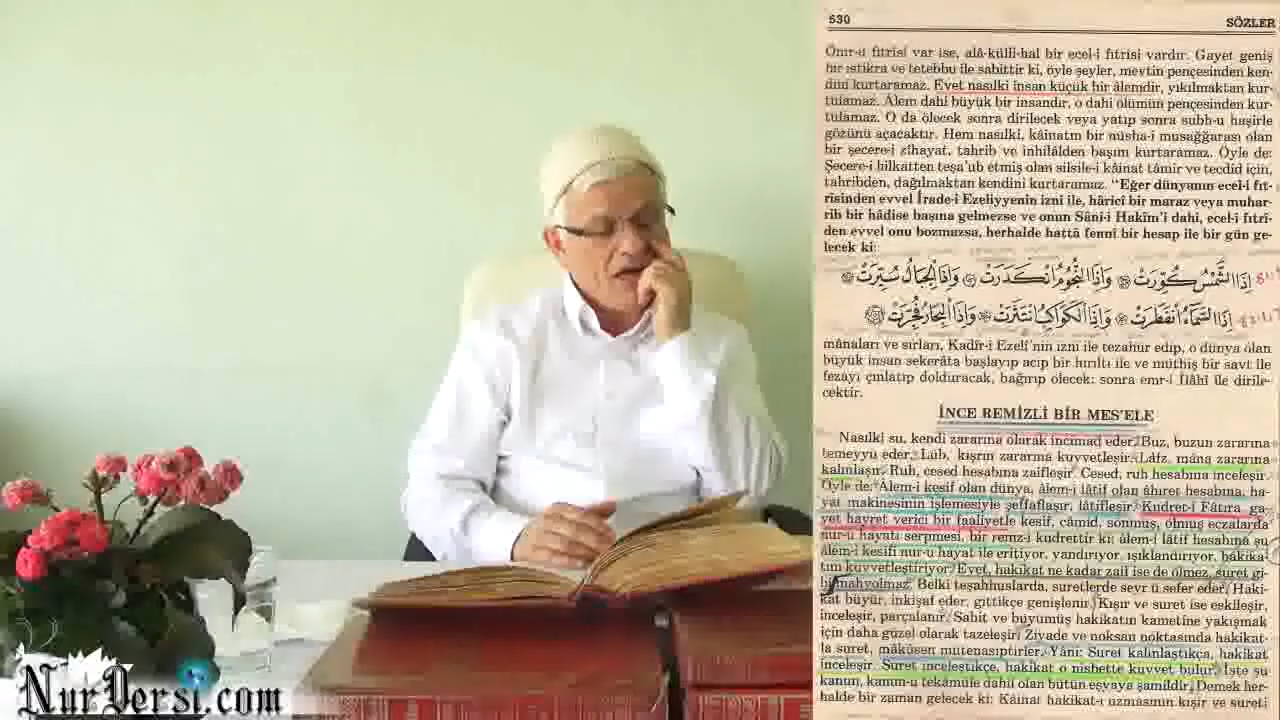 530 SÖZLER
Ömr-ü fıtrîsi var ise, alâ-külli-hal bir ecel-i fıtrîsi vardır. Gayet geniş
bir istikra ve tetebbu ile sabittir ki, öyle şeyler, mevtin pençesinden ken-
dini kurtaramaz. Evet nasılki insan küçük bir âlemdir, yıkılmaktan kur-
tulamaz. Âlem dahi büyük bir insandır, o dahi ölümün pençesinden kur-
tulamaz. O da ölecek sonra dirilecek veya yatıp sonra subh-u haşirle
gözünü açacaktır. Hem nasılki, kâinatın bir nüsha-i musaggarası olan
bir şecere-i zîhayat, tahrib ve inhilâlden başını kurtaramaz. Öyle de:
Şecere-i hilkatten teşa'ub etmiş olan silsile-i kâinat tâmir ve tecdid için,
tahribden, dağılmaktan kendini kurtaramaz. "Eğer dünyanın ecel-i fıt-
rîsinden evvel İrade-i Ezeliyyenin izni ile, hâricî bir maraz veya muhar-
rib bir hâdise başına gelmezse ve onun Sâni-i Hakîm'i dahi, ecel-i fıtrî-
den evvel onu bozmazsa, herhalde hattâ fennî bir hesap ile bir gün ge-
lecek ki:
اِذَا الشَّمْسُ كُوِّرَتْ ۞ وَاِذَا النُّجُومُ انْكَدَرَتْ ۞ وَاِذَا الْجِبَالُ سُيِّرَتْ ۞
اِذَا السَّمَاءُ انْفَطَرَتْ ۞ وَاِذَا الْكَوَاكِبُ انْتَثَرَتْ ۞ وَاِذَا الْبِحَارُ فُجِّرَتْ ۞
mânaları ve sırları, Kadîr-i Ezelî'nin izni ile tezahür edip, o dünya olan
büyük insan sekerâta başlayıp acip bir hırıltı ile ve müthiş bir savt ile
fezayı çınlatıp dolduracak, bağırıp ölecek; sonra emr-i İlâhî ile dirile-
cektir.
İNCE REMİZLİ BİR MES'ELE
Nasılki su, kendi zararına olarak incimad eder. Buz, buzun zararına
temeyyu eder. Lüb, kışrın zararına kuvvetleşir. Lâfz, mâna zararına
kalınlaşır. Ruh, cesed hesabına zaifleşir. Cesed, ruh hesabına inceleşir.
Öyle de: Âlem-i kesif olan dünya, âlem-i lâtif olan âhiret hesabına, ha-
yat makinesinin işlemesiyle şeffaflaşır, lâtifleşir. Kudret-i Fâtıra ga-
yet hayret verici bir faaliyetle kesif, câmid, sönmüş, ölmüş eczalarda
nur-u hayatı serpmesi, bir remz-i kudrettir ki: âlem-i lâtif hesabına şu
âlem-i kesifi nur-u hayat ile eritiyor, yandırıyor, ışıklandırıyor, hakika-
tını kuvvetleştiriyor. Evet, hakikat ne kadar zaif ise de ölmez, suret gi-
bi mahvolmaz. Belki teşahhuslarda, suretlerde seyr ü sefer eder. Haki-
kat büyür, inkişaf eder, gittikçe genişlenir. Kışır ve suret ise eskileşir,
inceleşir, parçalanır. Sabit ve büyümüş hakikatın kametine yakışmak
için daha güzel olarak tazeleşir. Ziyade ve noksan noktasında hakikat-
la suret, mâkûsen mütenasiptirler. Yâni: Suret kalınlaştıkça, hakikat
inceleşir. Suret inceleştikçe, hakikat o nisbette kuvvet bulur. İşte şu
kanun, kanun-u tekâmüle dahil olan bütün eşyaya şâmildir. Demek her-
halde bir zaman gelecek ki: Kâinat hakikat-ı uzmasının kışır ve sureti
NurDersi.com